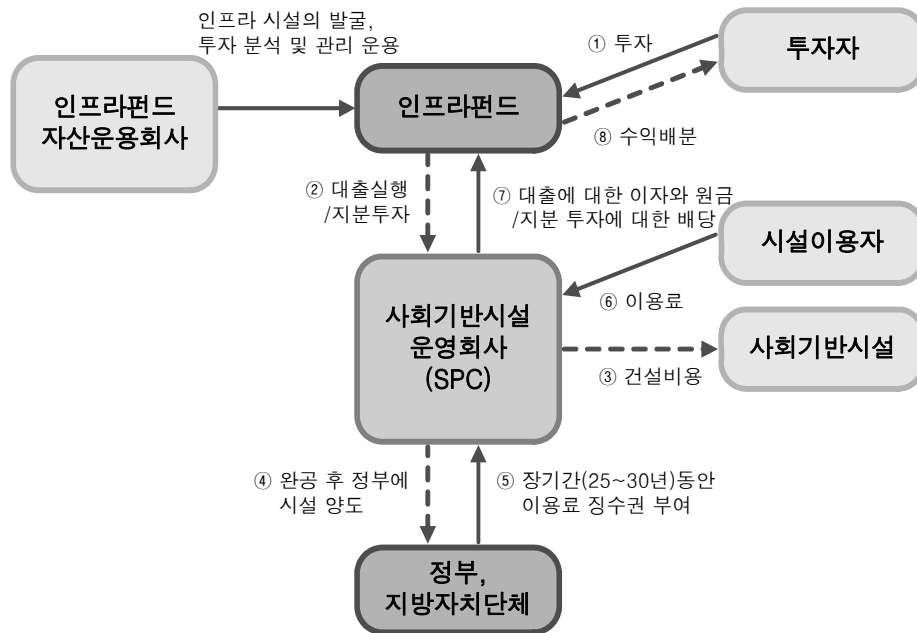 인프라 시설의 발굴,
투자 분석 및 관리 운용
① 투자
투자자
인프라펀드
자산운용회사
인프라펀드
⑧ 수익배분
② 대출실행
/지분투자
⑦ 대출에 대한 이자와 원금
/지분 투자에 대한 배당
시설이용자
사회기반시설
운영회사
(SPC)
⑥ 이용료
사회기반시설
③ 건설비용
④ 완공 후 정부에
시설 양도
⑤ 장기간(25~30년)동안
이용료 징수권 부여
정부,
지방자치단체